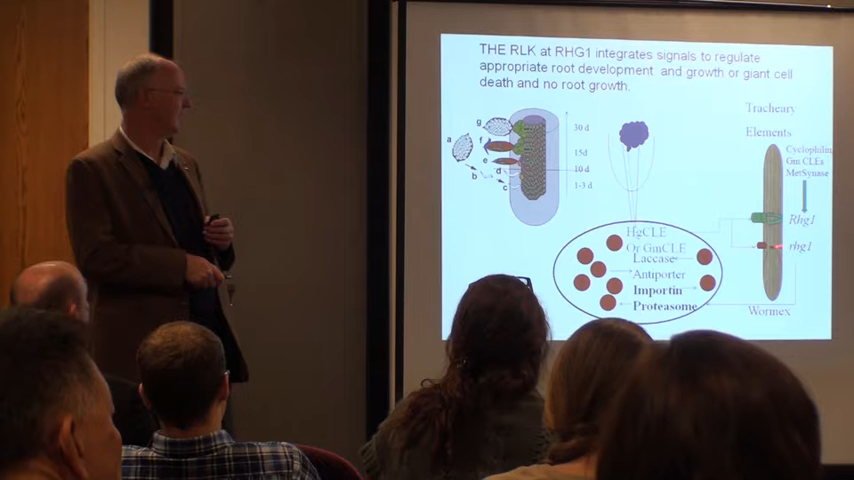 THE RLK at RHG1 integrates signals to regulate
appropriate root development and growth or giant cell
death and no root growth.
Tracheary
Elements
Cyclophilin
Gm CLEs
MetSynase
g
f
a
e
d
b
c
30 d
15d
10 d
1-3 d
Rhg1
rhg1
HgCLE
Or GmCLE
Laccase
Antiporter
Importin
Proteasome
Wormex